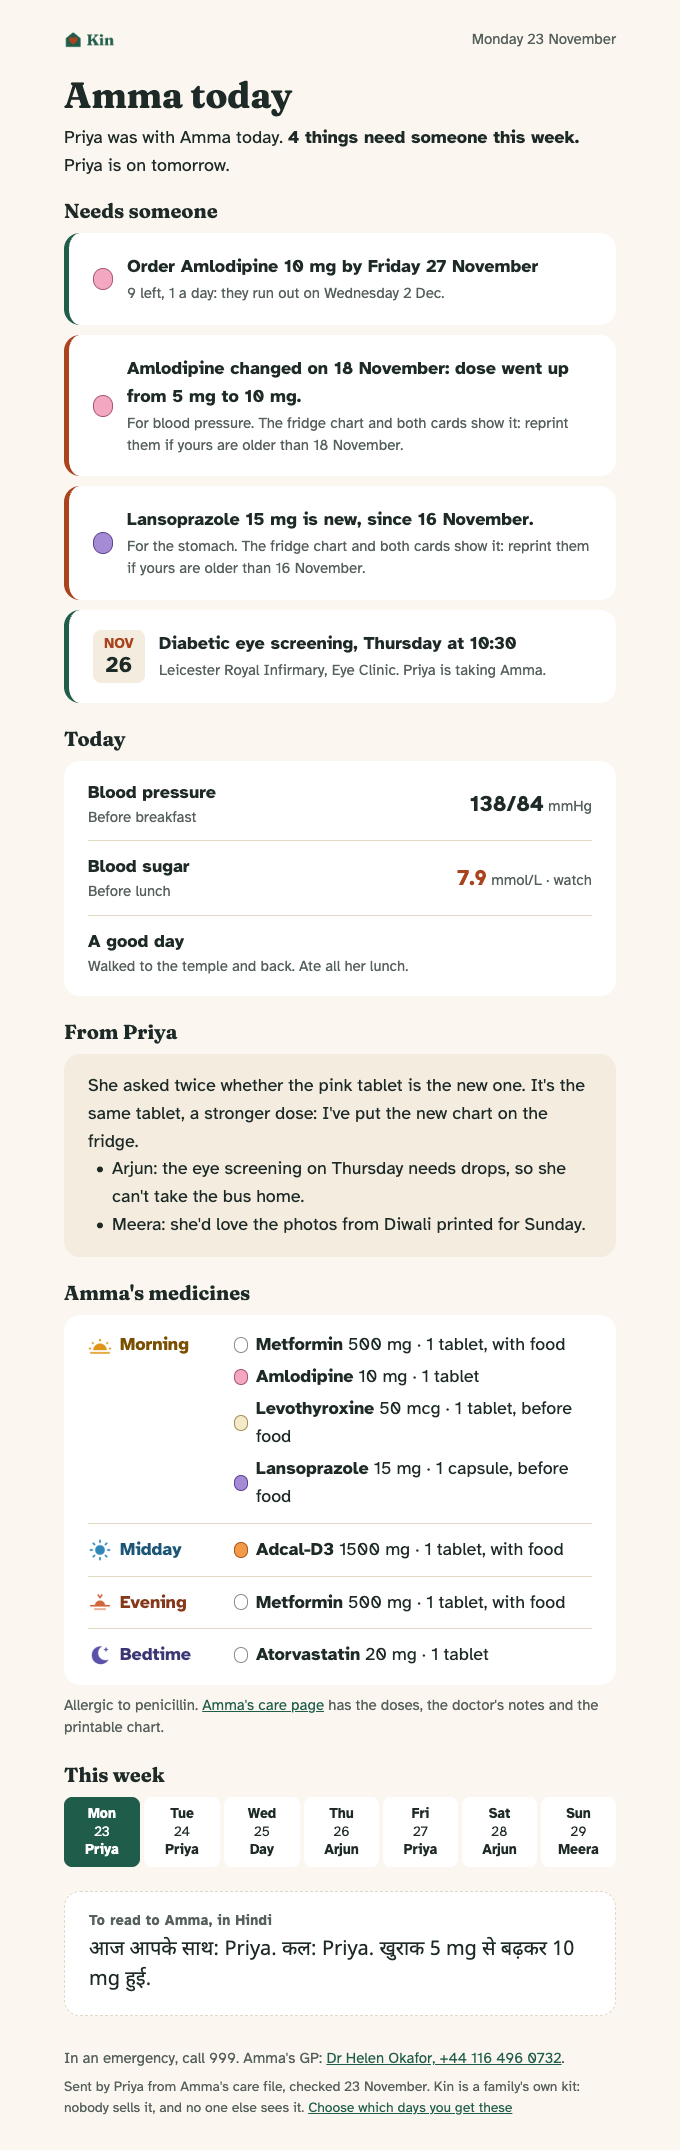 Kin
Monday 23 November
Amma today
Priya was with Amma today. 4 things need someone this week.
Priya is on tomorrow.
Needs someone
Order Amlodipine 10 mg by Friday 27 November
9 left, 1 a day: they run out on Wednesday 2 Dec.
Amlodipine changed on 18 November: dose went up
from 5 mg to 10 mg.
For blood pressure. The fridge chart and both cards show it: reprint
them if yours are older than 18 November.
Lansoprazole 15 mg is new, since 16 November.
For the stomach. The fridge chart and both cards show it: reprint them
if yours are older than 16 November.
NOV
26
Diabetic eye screening, Thursday at 10:30
Leicester Royal Infirmary, Eye Clinic. Priya is taking Amma.
Today
Blood pressure
Before breakfast
138/84 mmHg
Blood sugar
Before lunch
7.9 mmol/L · watch
A good day
Walked to the temple and back. Ate all her lunch.
From Priya
She asked twice whether the pink tablet is the new one. It's the
same tablet, a stronger dose: I've put the new chart on the
fridge.
• Arjun: the eye screening on Thursday needs drops, so she
can't take the bus home.
• Meera: she'd love the photos from Diwali printed for Sunday.
Amma's medicines
Morning
Metformin 500 mg · 1 tablet, with food
Amlodipine 10 mg · 1 tablet
Levothyroxine 50 mcg · 1 tablet, before
food
Lansoprazole 15 mg · 1 capsule, before
food
Midday
Adcal-D3 1500 mg · 1 tablet, with food
Evening
Metformin 500 mg · 1 tablet, with food
Bedtime
Atorvastatin 20 mg · 1 tablet
Allergic to penicillin. Amma's care page has the doses, the doctor's notes and the
printable chart.
This week
Mon
23
Priya
Tue
24
Priya
Wed
25
Day
Thu
26
Arjun
Fri
27
Priya
Sat
28
Arjun
Sun
29
Meera
To read to Amma, in Hindi
आज आपके साथ: Priya. कल: Priya. खुराक 5 mg से बढ़कर 10
mg हुई.
In an emergency, call 999. Amma's GP: Dr Helen Okafor, +44 116 496 0732.
Sent by Priya from Amma's care file, checked 23 November. Kin is a family's own kit:
nobody sells it, and no one else sees it. Choose which days you get these